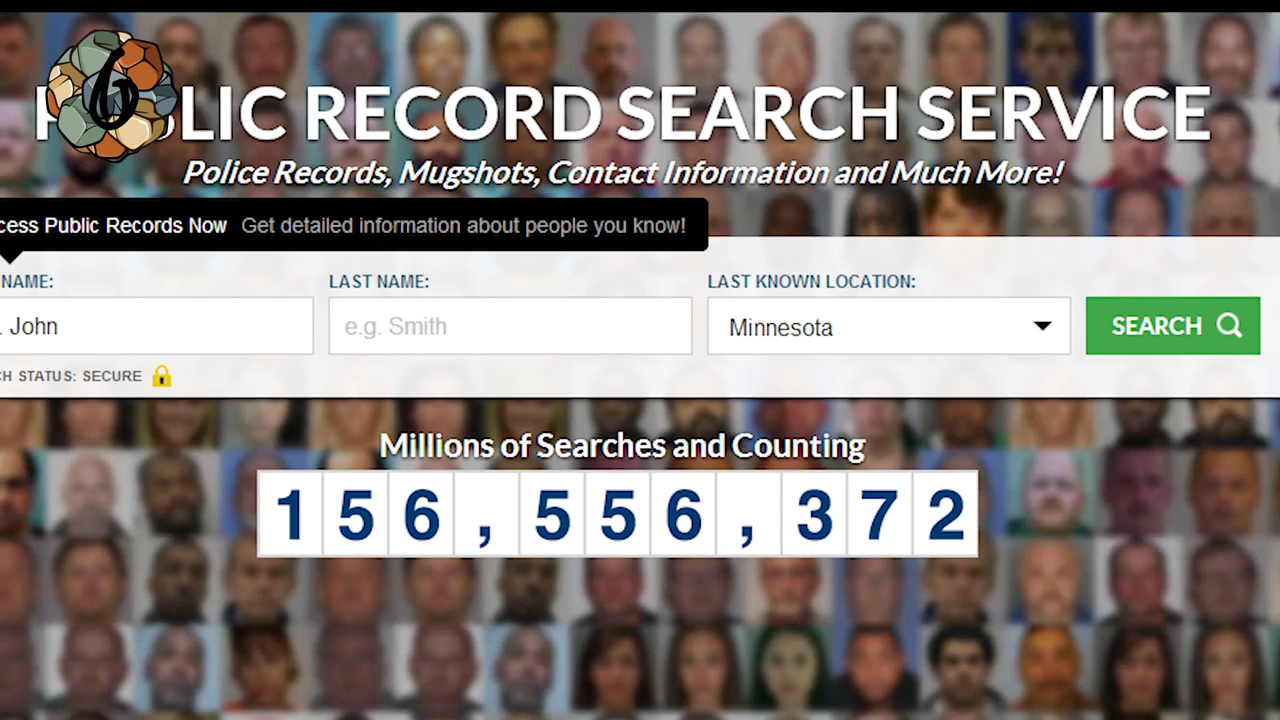 6
P LIC RECORD SEARCH SERVICE
Police Records, Mugshots, Contact Information and Much More!
cess Public Records Now Get detailed information about people you know!
NAME: LAST NAME: LAST KNOWN LOCATION:
. John e.g. Smith Minnesota SEARCH
CH STATUS: SECURE
Millions of Searches and Counting
156,556,372